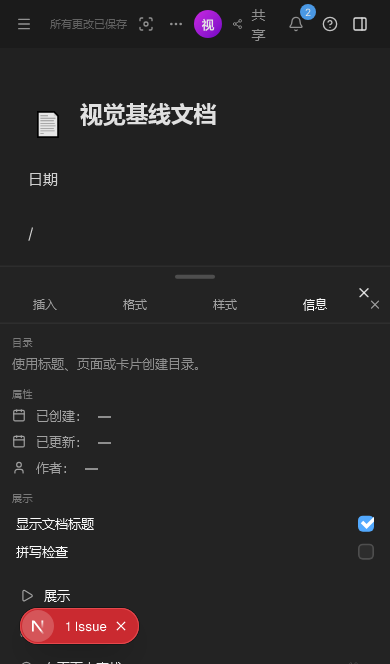 所有更改已保存
视
共享
2
视觉基线文档
日期
/
插入
格式
样式
信息
目录
使用标题、页面或卡片创建目录。
属性
已创建： —
已更新： —
作者： —
展示
显示文档标题
拼写检查
展示
N 1 Issue